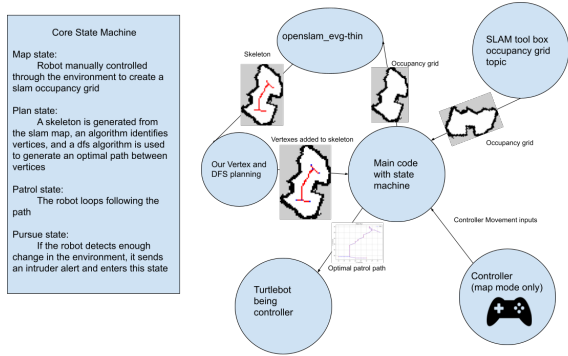 Core State Machine
Map state:
Robot manually controlled
through the environment to create a
slam occupancy grid
Plan state:
A skeleton is generated from
the slam map, an algorithm identifies
vertices, and a dfs algorithm is used
to generate an optimal path between
vertices
Patrol state:
The robot loops following the
path
Pursue state:
If the robot detects enough
change in the environment, it sends
an intruder alert and enters this state
openslam_evg-thin
SLAM tool box
occupancy grid
topic
Skeleton
Occupancy grid
Occupancy grid
Vertexes added to skeleton
Our Vertex and
DFS planning
Main code
with state
machine
Controller Movement inputs
Optimal patrol path
Turtlebot
being
controller
Controller
(map mode only)